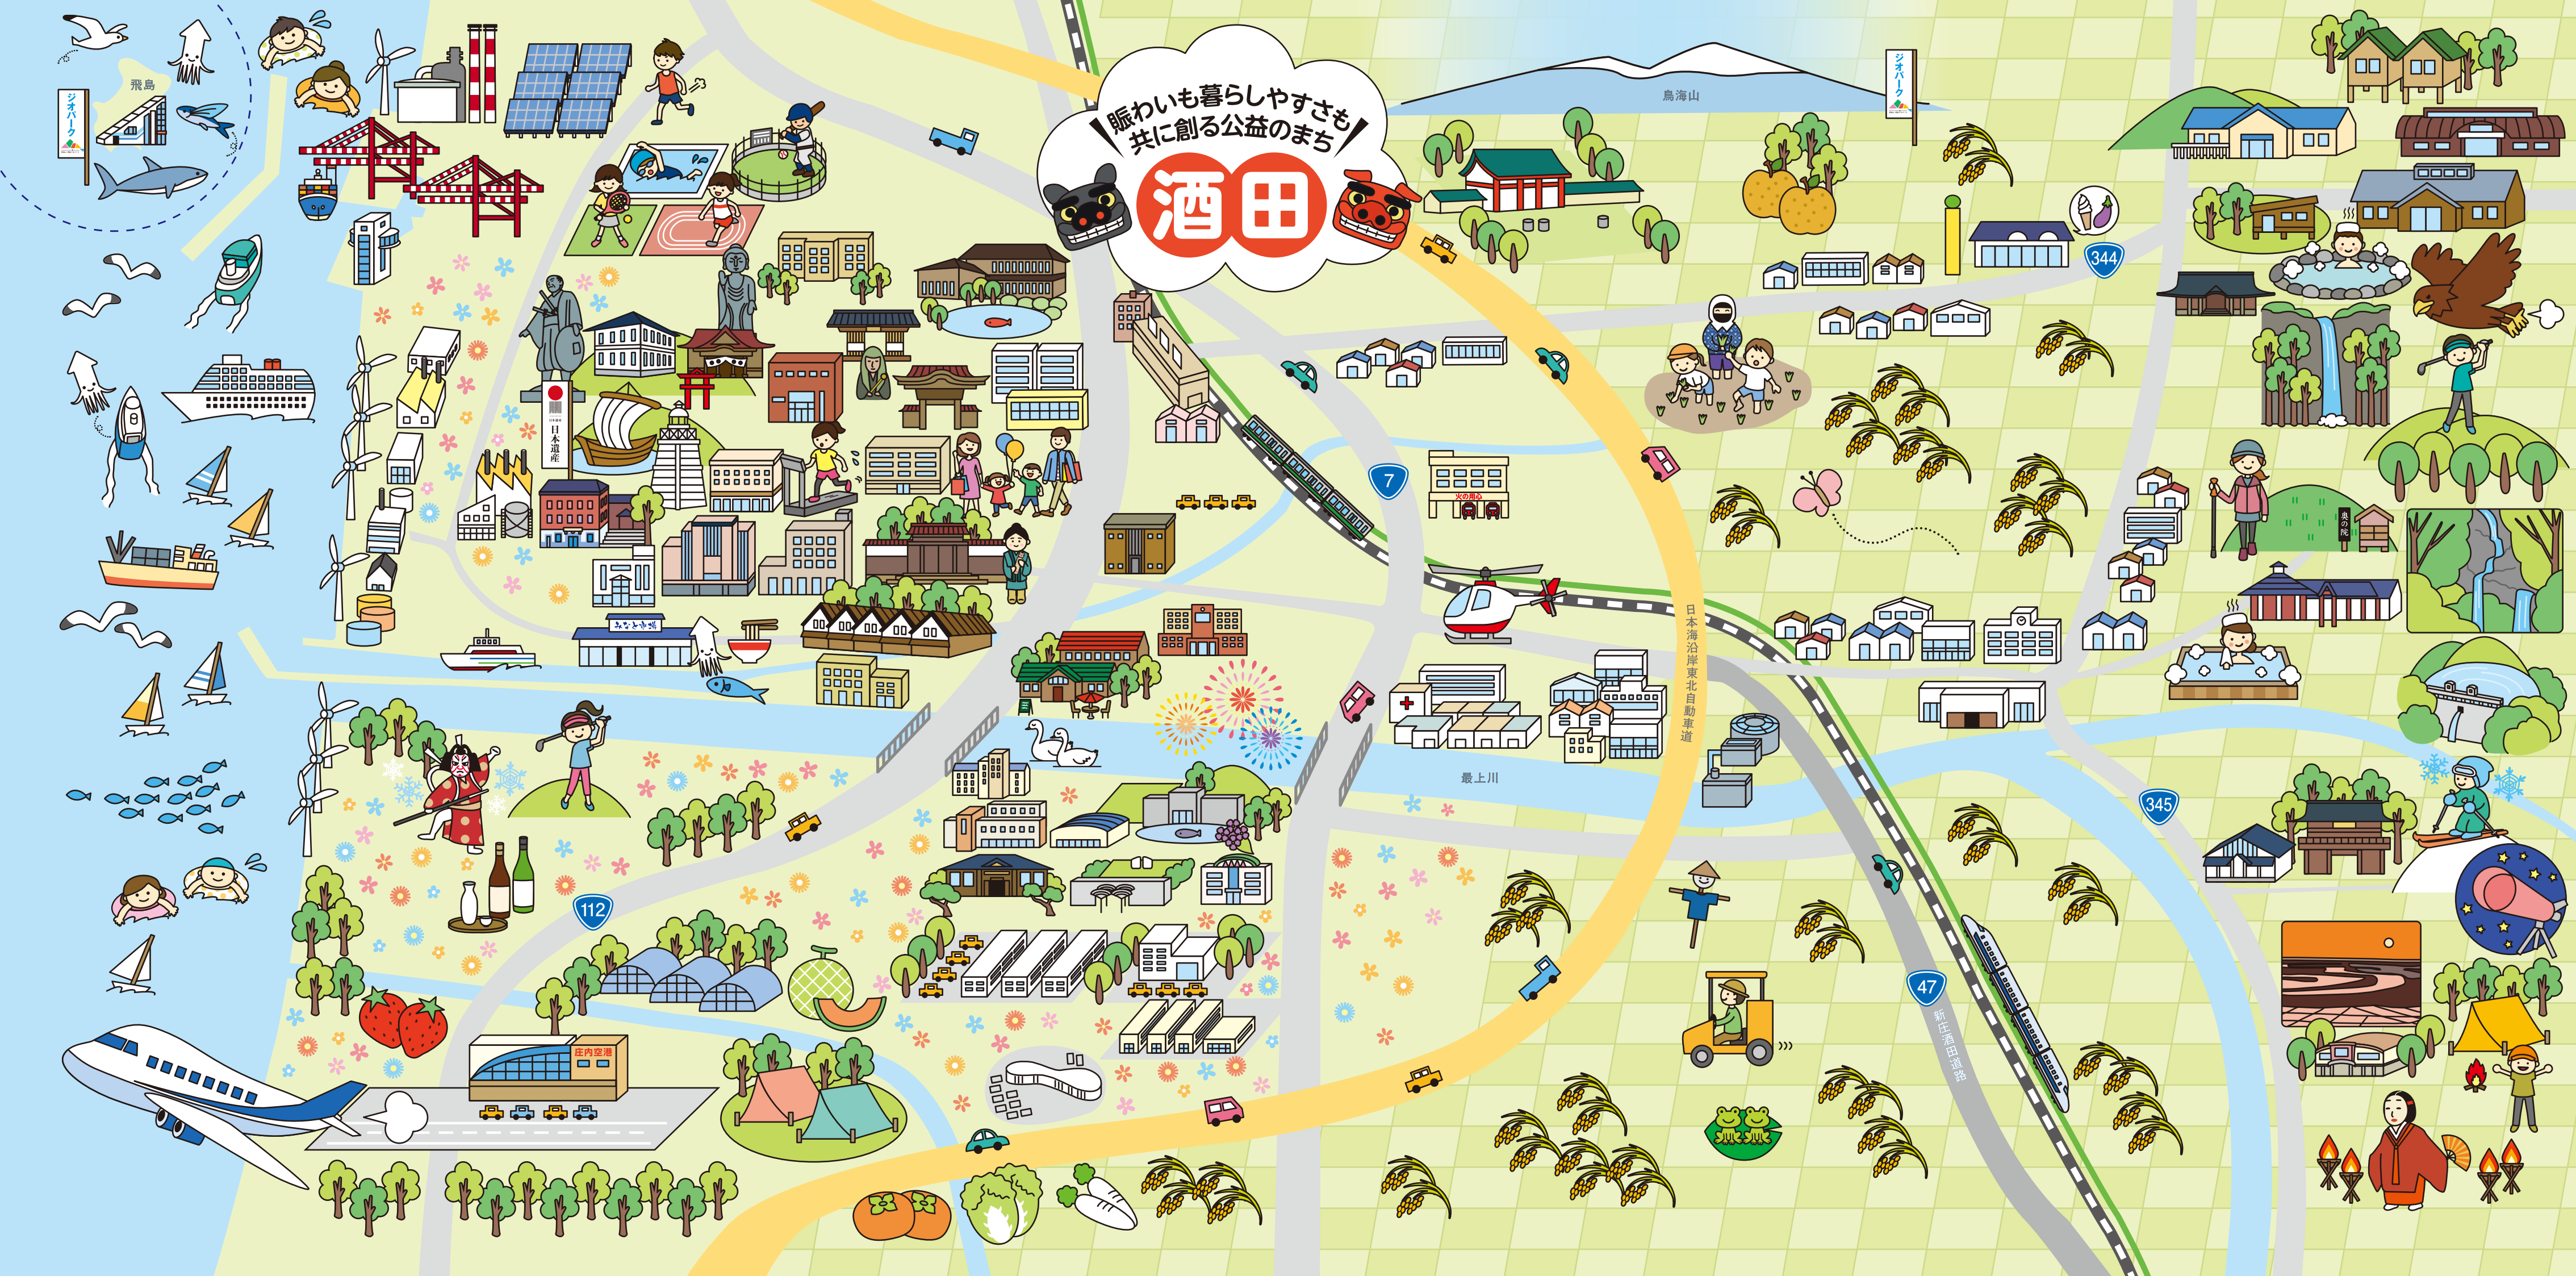 賑わいも暮らしやすさも
共に創る公益のまち
酒田
飛島
ジオパーク
鳥海山
ジオパーク
344
日本遺産
7
火の用心
奥の院
みなと市場
日本海沿岸東北自動車道
最上川
345
112
47
新庄酒田道路
庄内空港